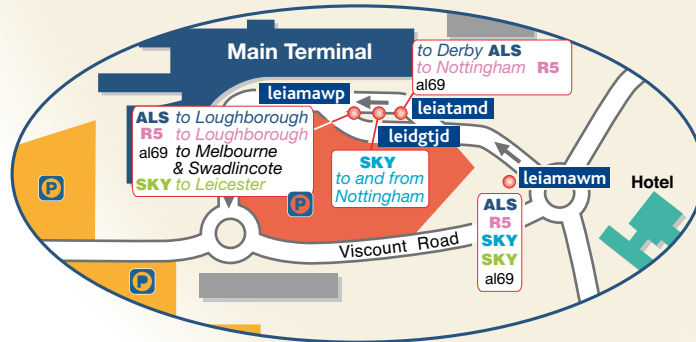 Main Terminal
to Derby ALS
to Nottingham R5
al69
leiamawp
leiatamd
ALS to Loughborough
R5 to Loughborough
al69 to Melbourne
& Swadlincote
SKY to Leicester
leidgtjd
SKY
to and from
Nottingham
leiamawm
Hotel
P
P
ALS
R5
SKY
SKY
al69
Viscount Road
P